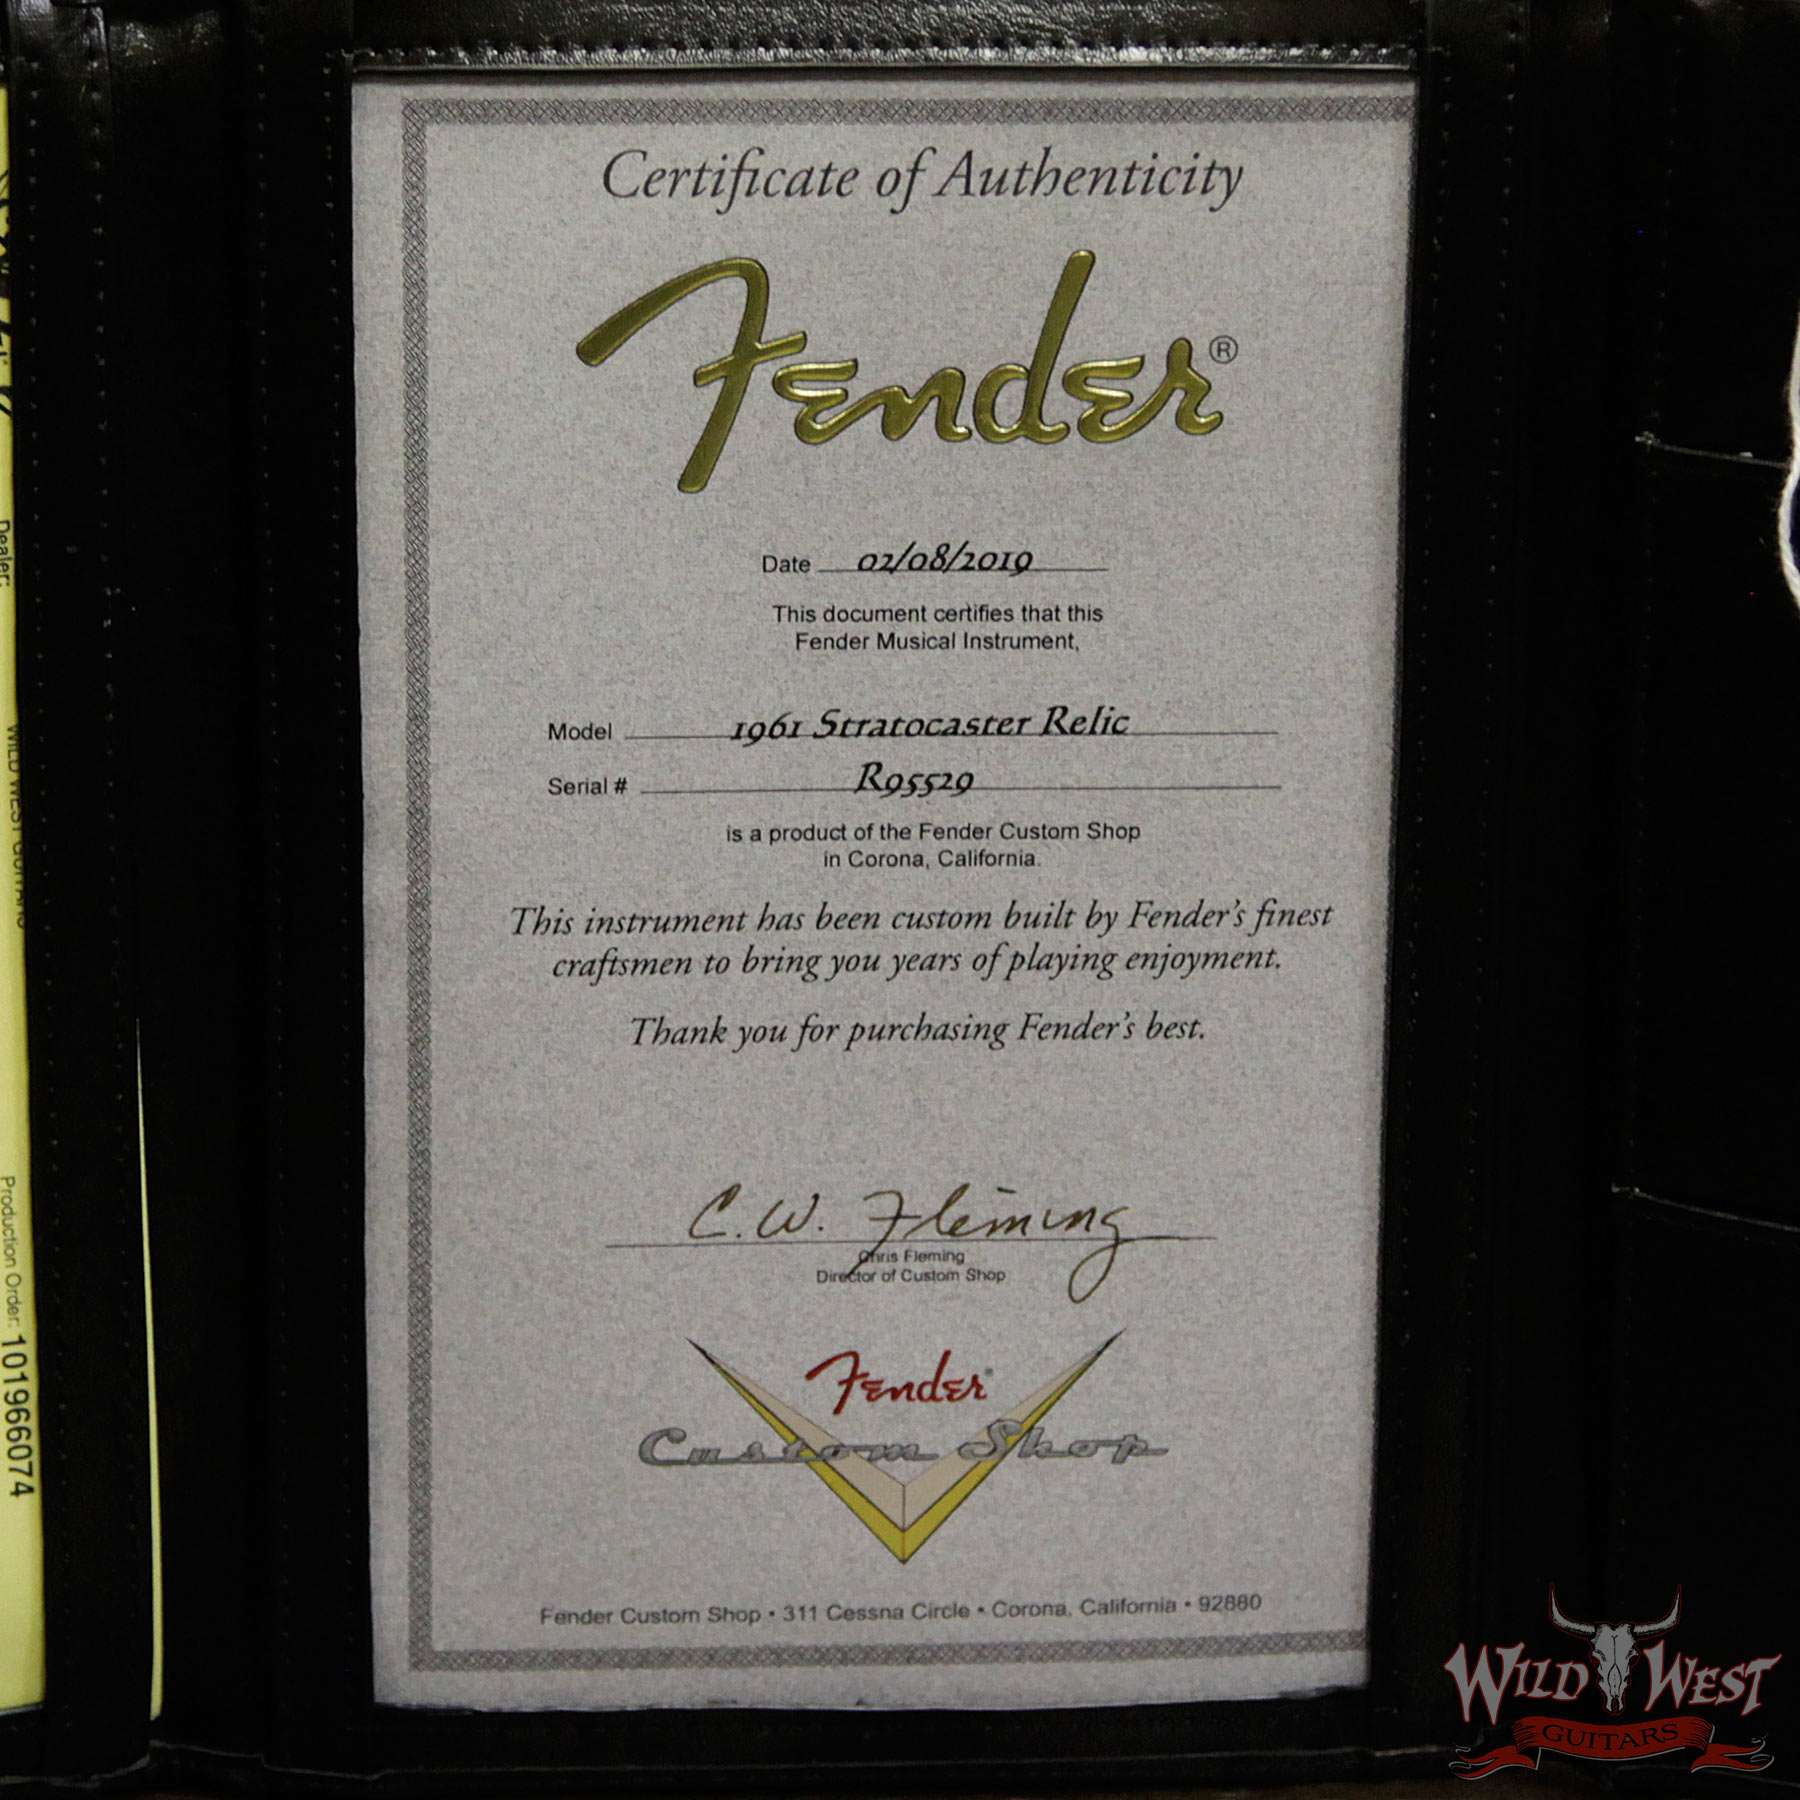 Certificate of Authenticity
Fender®
Date 02/08/2019
This document certifies that this
Fender Musical Instrument,
Model 1961 Stratocaster Relic
Serial # R95529
is a product of the Fender Custom Shop
in Corona, California.
This instrument has been custom built by Fender's finest
craftsmen to bring you years of playing enjoyment.
Thank you for purchasing Fender's best.
C.W. Fleming
Chris Fleming
Director of Custom Shop
Fender®
Custom Shop
Fender Custom Shop • 311 Cessna Circle • Corona, California • 92880
Dealer:
WILD WEST GUITARS
Production Order: 101966074
WILD WEST
GUITARS